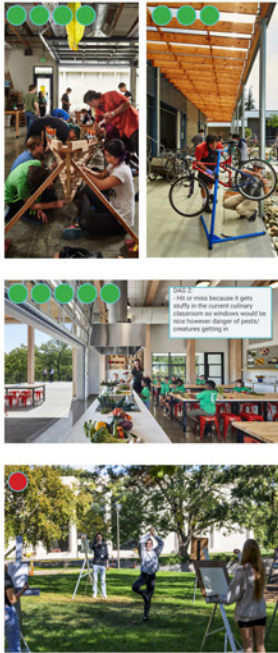 DAG 2:
- Hit or miss because it gets
stuffy in the current culinary
classroom so windows would be
nice however danger of pests/
creatures getting in